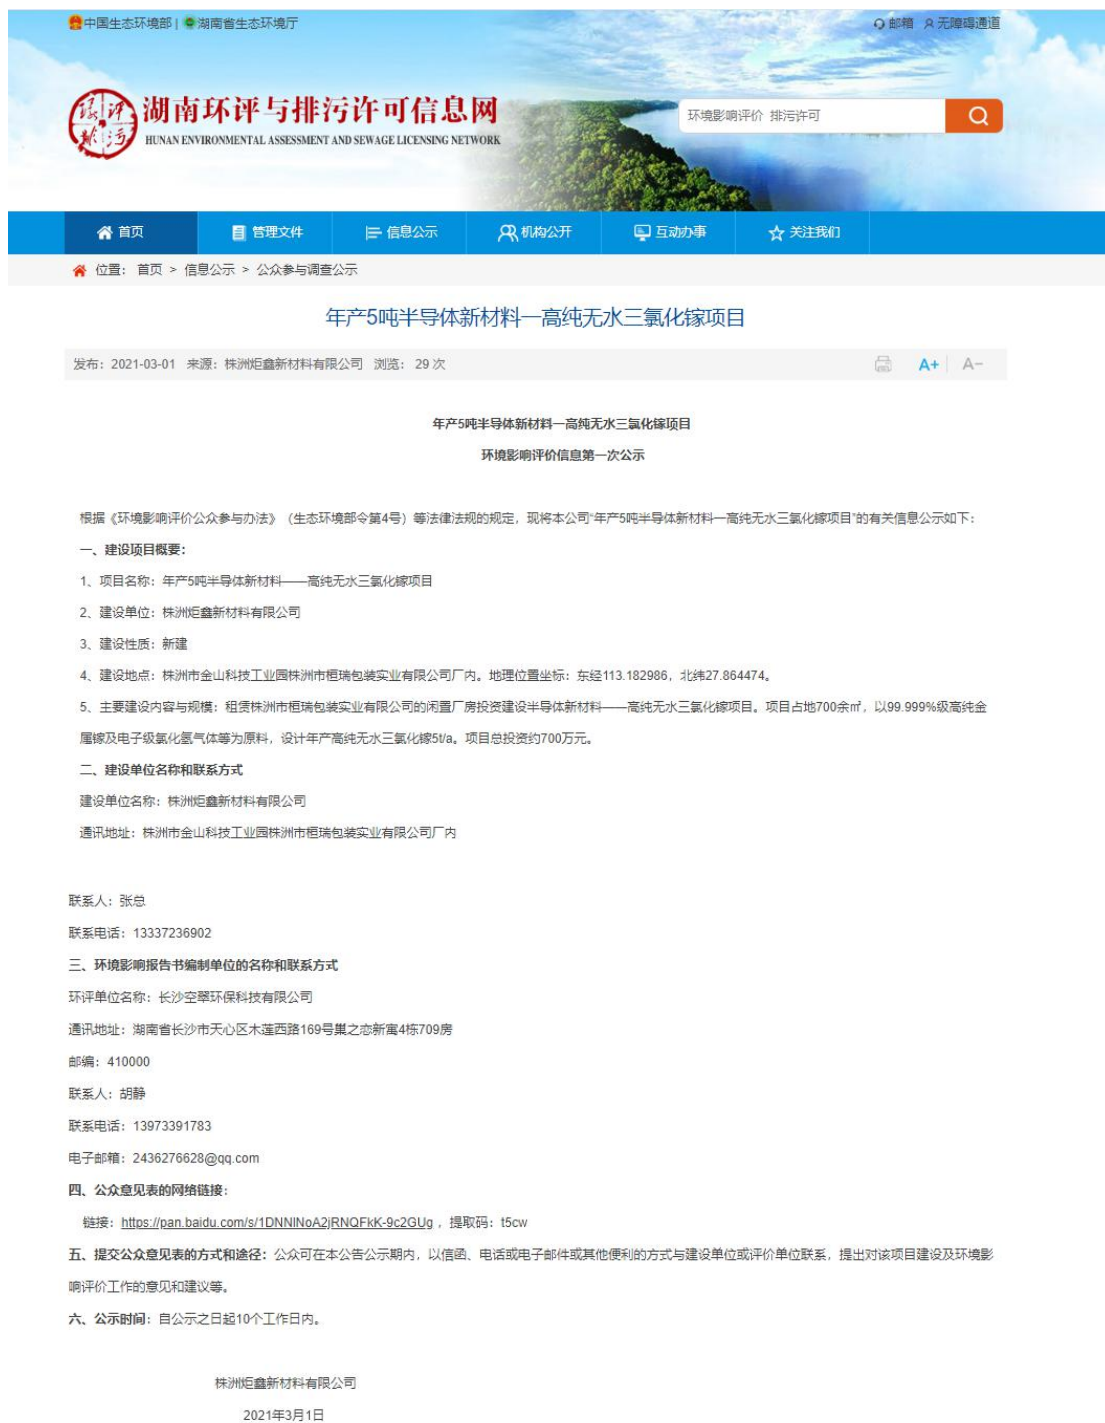 中国生态环境部 | 湖南省生态环境厅
邮箱 无障碍通道
湖南环评与排污许可信息网
HUNAN ENVIRONMENTAL ASSESSMENT AND SEWAGE LICENSING NETWORK
环境影响评价 排污许可
首页 管理文件 信息公示 机构公开 互动办事 关注我们
位置： 首页 > 信息公示 > 公众参与调查公示
年产5吨半导体新材料—高纯无水三氯化镓项目
发布：2021-03-01 来源：株洲炬鑫新材料有限公司 浏览： 29 次
A+ A-
年产5吨半导体新材料—高纯无水三氯化镓项目
环境影响评价信息第一次公示
根据《环境影响评价公众参与办法》（生态环境部令第4号）等法律法规的规定，现将本公司“年产5吨半导体新材料—高纯无水三氯化镓项目”的有关信息公示如下：
一、建设项目概要：
1、项目名称：年产5吨半导体新材料——高纯无水三氯化镓项目
2、建设单位：株洲炬鑫新材料有限公司
3、建设性质：新建
4、建设地点：株洲市金山科技工业园株洲市桓瑞包装实业有限公司厂内。地理位置坐标：东经113.182986，北纬27.864474。
5、主要建设内容与规模：租赁株洲市桓瑞包装实业有限公司的闲置厂房投资建设半导体新材料——高纯无水三氯化镓项目。项目占地700余㎡，以99.999%级高纯金
属镓及电子级氯化氢气体等为原料，设计年产高纯无水三氯化镓5t/a。项目总投资约700万元。
二、建设单位名称和联系方式
建设单位名称：株洲炬鑫新材料有限公司
通讯地址：株洲市金山科技工业园株洲市桓瑞包装实业有限公司厂内
联系人：张总
联系电话：13337236902
三、环境影响报告书编制单位的名称和联系方式
环评单位名称：长沙空翠环保科技有限公司
通讯地址：湖南省长沙市天心区木莲西路169号巢之恋新寓4栋709房
邮编：410000
联系人：胡静
联系电话：13973391783
电子邮箱：2436276628@qq.com
四、公众意见表的网络链接：
链接：https://pan.baidu.com/s/1DNNlNoA2jRNQFkK-9c2GUg ，提取码：t5cw
五、提交公众意见表的方式和途径：公众可在本公告公示期内，以信函、电话或电子邮件或其他便利的方式与建设单位或评价单位联系，提出对该项目建设及环境影
响评价工作的意见和建议等。
六、公示时间：自公示之日起10个工作日内。
株洲炬鑫新材料有限公司
2021年3月1日